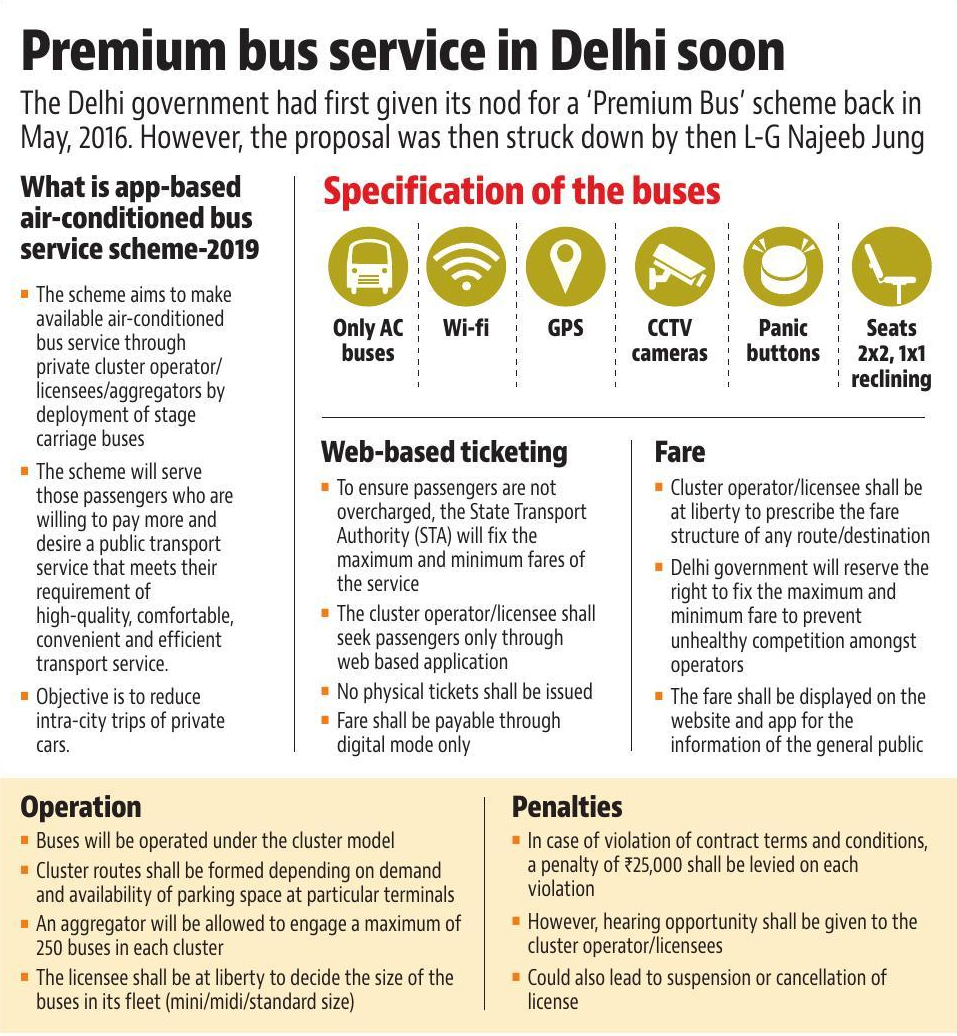 Premium bus service in Delhi soon
The Delhi government had first given its nod for a ‘Premium Bus’ scheme back in
May, 2016. However, the proposal was then struck down by then L-G Najeeb Jung
What is app-based
air-conditioned bus
service scheme-2019
The scheme aims to make
available air-conditioned
bus service through
private cluster operator/
licensees/aggregators by
deployment of stage
carriage buses
The scheme will serve
those passengers who are
willing to pay more and
desire a public transport
service that meets their
requirement of
high-quality, comfortable,
convenient and efficient
transport service.
Objective is to reduce
intra-city trips of private
cars.
Specification of the buses
Only AC
buses
Wi-fi
GPS
CCTV
cameras
Panic
buttons
Seats
2x2, 1x1
reclining
Web-based ticketing
To ensure passengers are not
overcharged, the State Transport
Authority (STA) will fix the
maximum and minimum fares of
the service
The cluster operator/licensee shall
seek passengers only through
web based application
No physical tickets shall be issued
Fare shall be payable through
digital mode only
Fare
Cluster operator/licensee shall be
at liberty to prescribe the fare
structure of any route/destination
Delhi government will reserve the
right to fix the maximum and
minimum fare to prevent
unhealthy competition amongst
operators
The fare shall be displayed on the
website and app for the
information of the general public
Operation
Buses will be operated under the cluster model
Cluster routes shall be formed depending on demand
and availability of parking space at particular terminals
An aggregator will be allowed to engage a maximum of
250 buses in each cluster
The licensee shall be at liberty to decide the size of the
buses in its fleet (mini/midi/standard size)
Penalties
In case of violation of contract terms and conditions,
a penalty of ₹25,000 shall be levied on each
violation
However, hearing opportunity shall be given to the
cluster operator/licensees
Could also lead to suspension or cancellation of
license